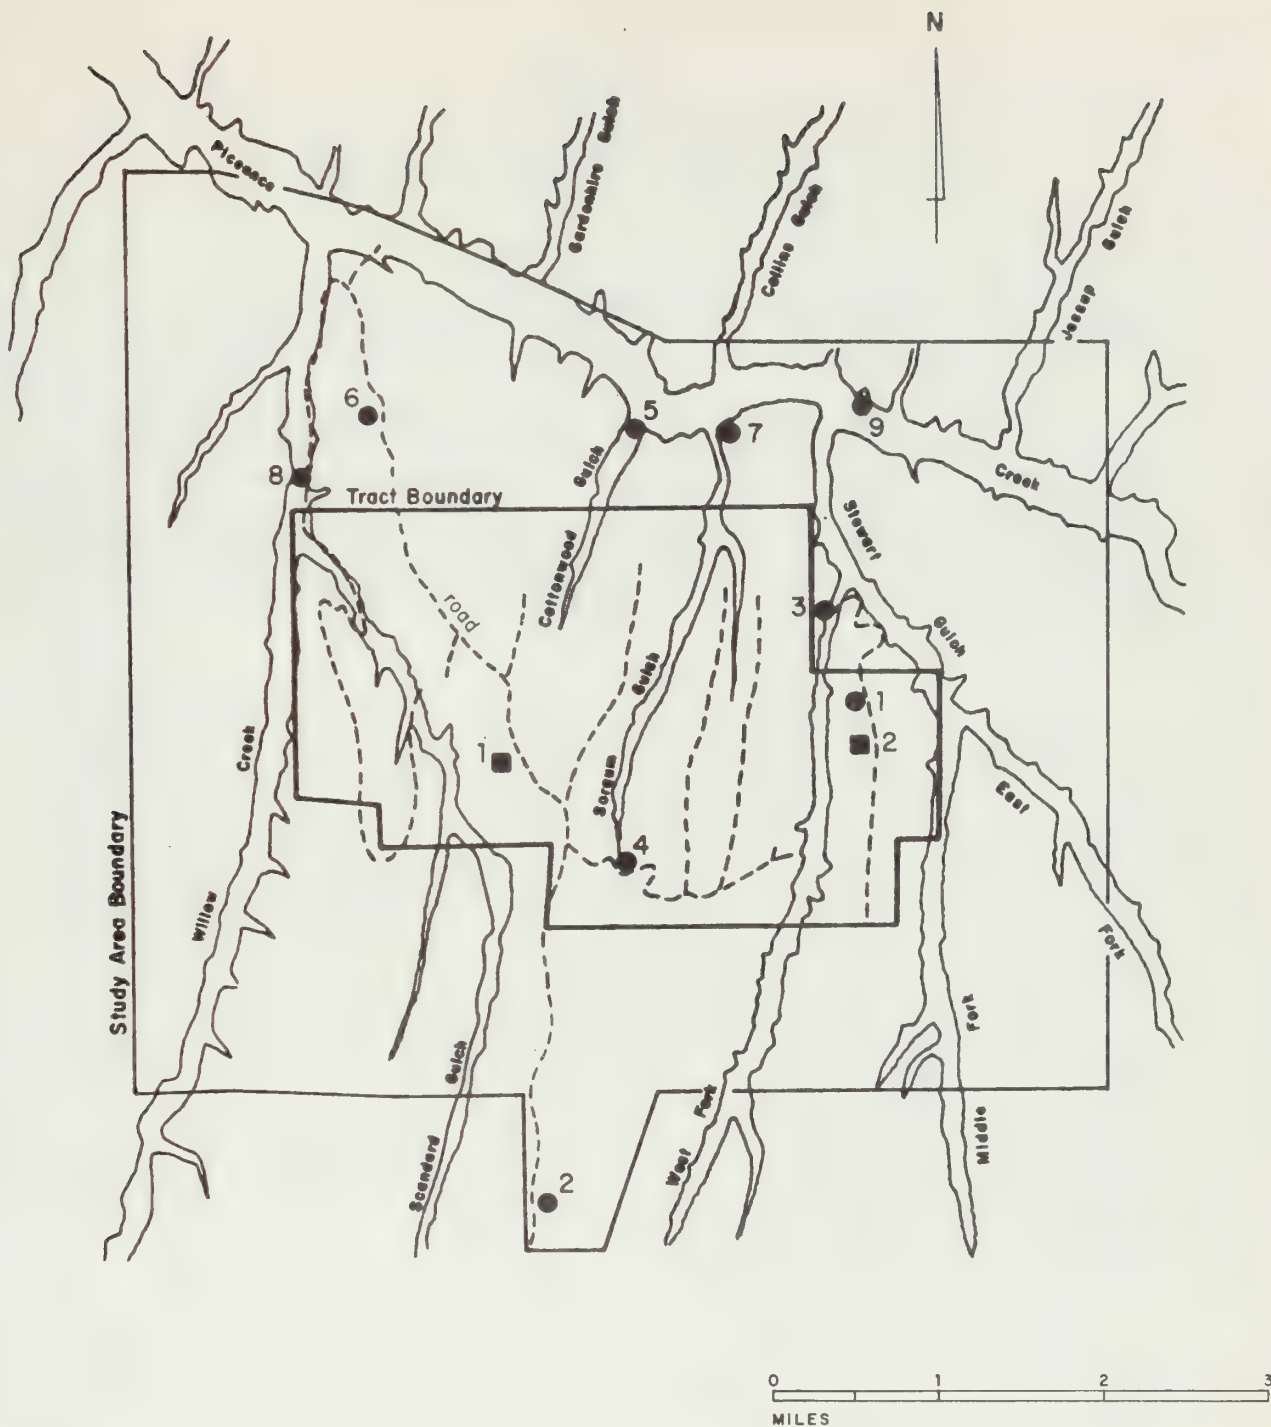 N
Piceance
Gardenhire Gulch
Collins Gulch
Jessup Gulch
6
5
7
9
8
Gulch
Creek
Tract Boundary
Stewart
Cottonwood
road
3
Gulch
Gulch
1
Creek
1
2
Sorgum
East
4
Study Area Boundary
Willow
Fork
Fork
Gulch
West Fork
Middle
Scandard
2
0 1 2 3
MILES